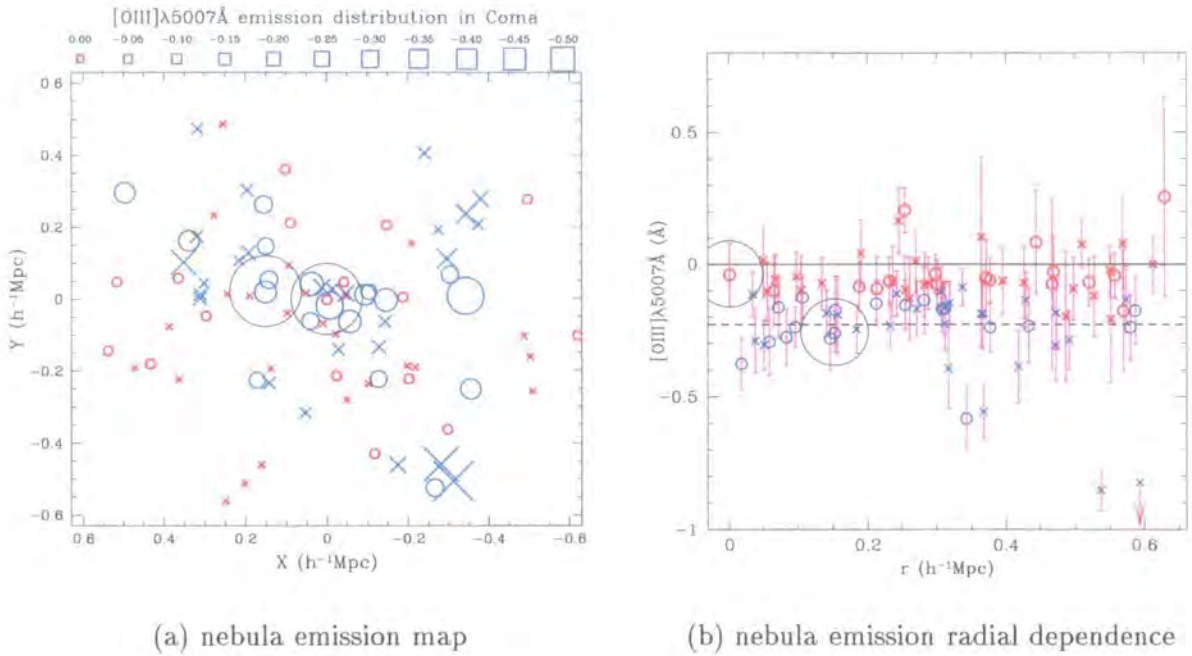 [OIII]λ5007Å emission distribution in Coma
0.00 -0.06 -0.10 -0.15 -0.20 -0.25 -0.30 -0.35 -0.40 -0.45 -0.50
0.6
0.4
0.2
0
-0.2
-0.4
-0.6
Y (h⁻¹Mpc)
0.6 0.4 0.2 0 -0.2 -0.4 -0.6
X (h⁻¹Mpc)
(a) nebula emission map
0.5
0
-0.5
-1
[OIII]λ5007Å (Å)
0 0.2 0.4 0.6
r (h⁻¹Mpc)
(b) nebula emission radial dependence